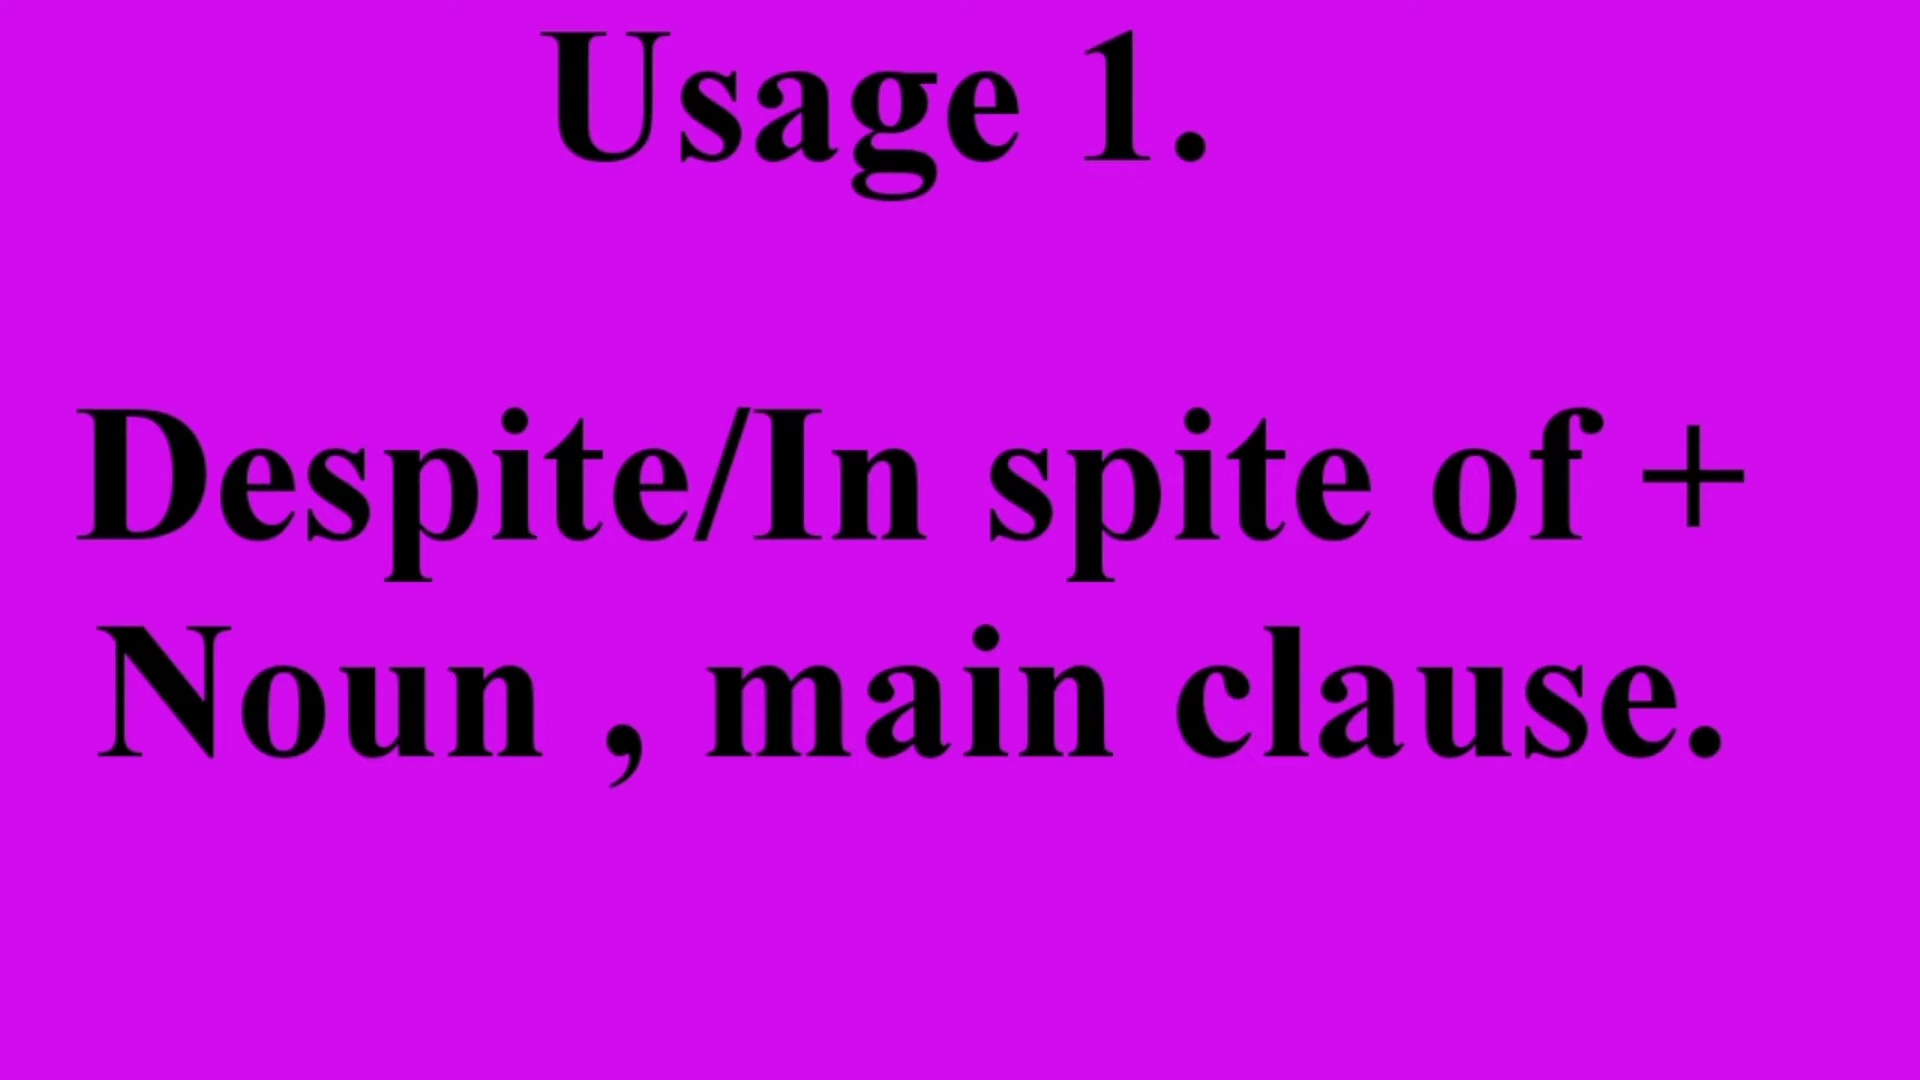 Usage 1.
Despite/In spite of +
Noun , main clause.